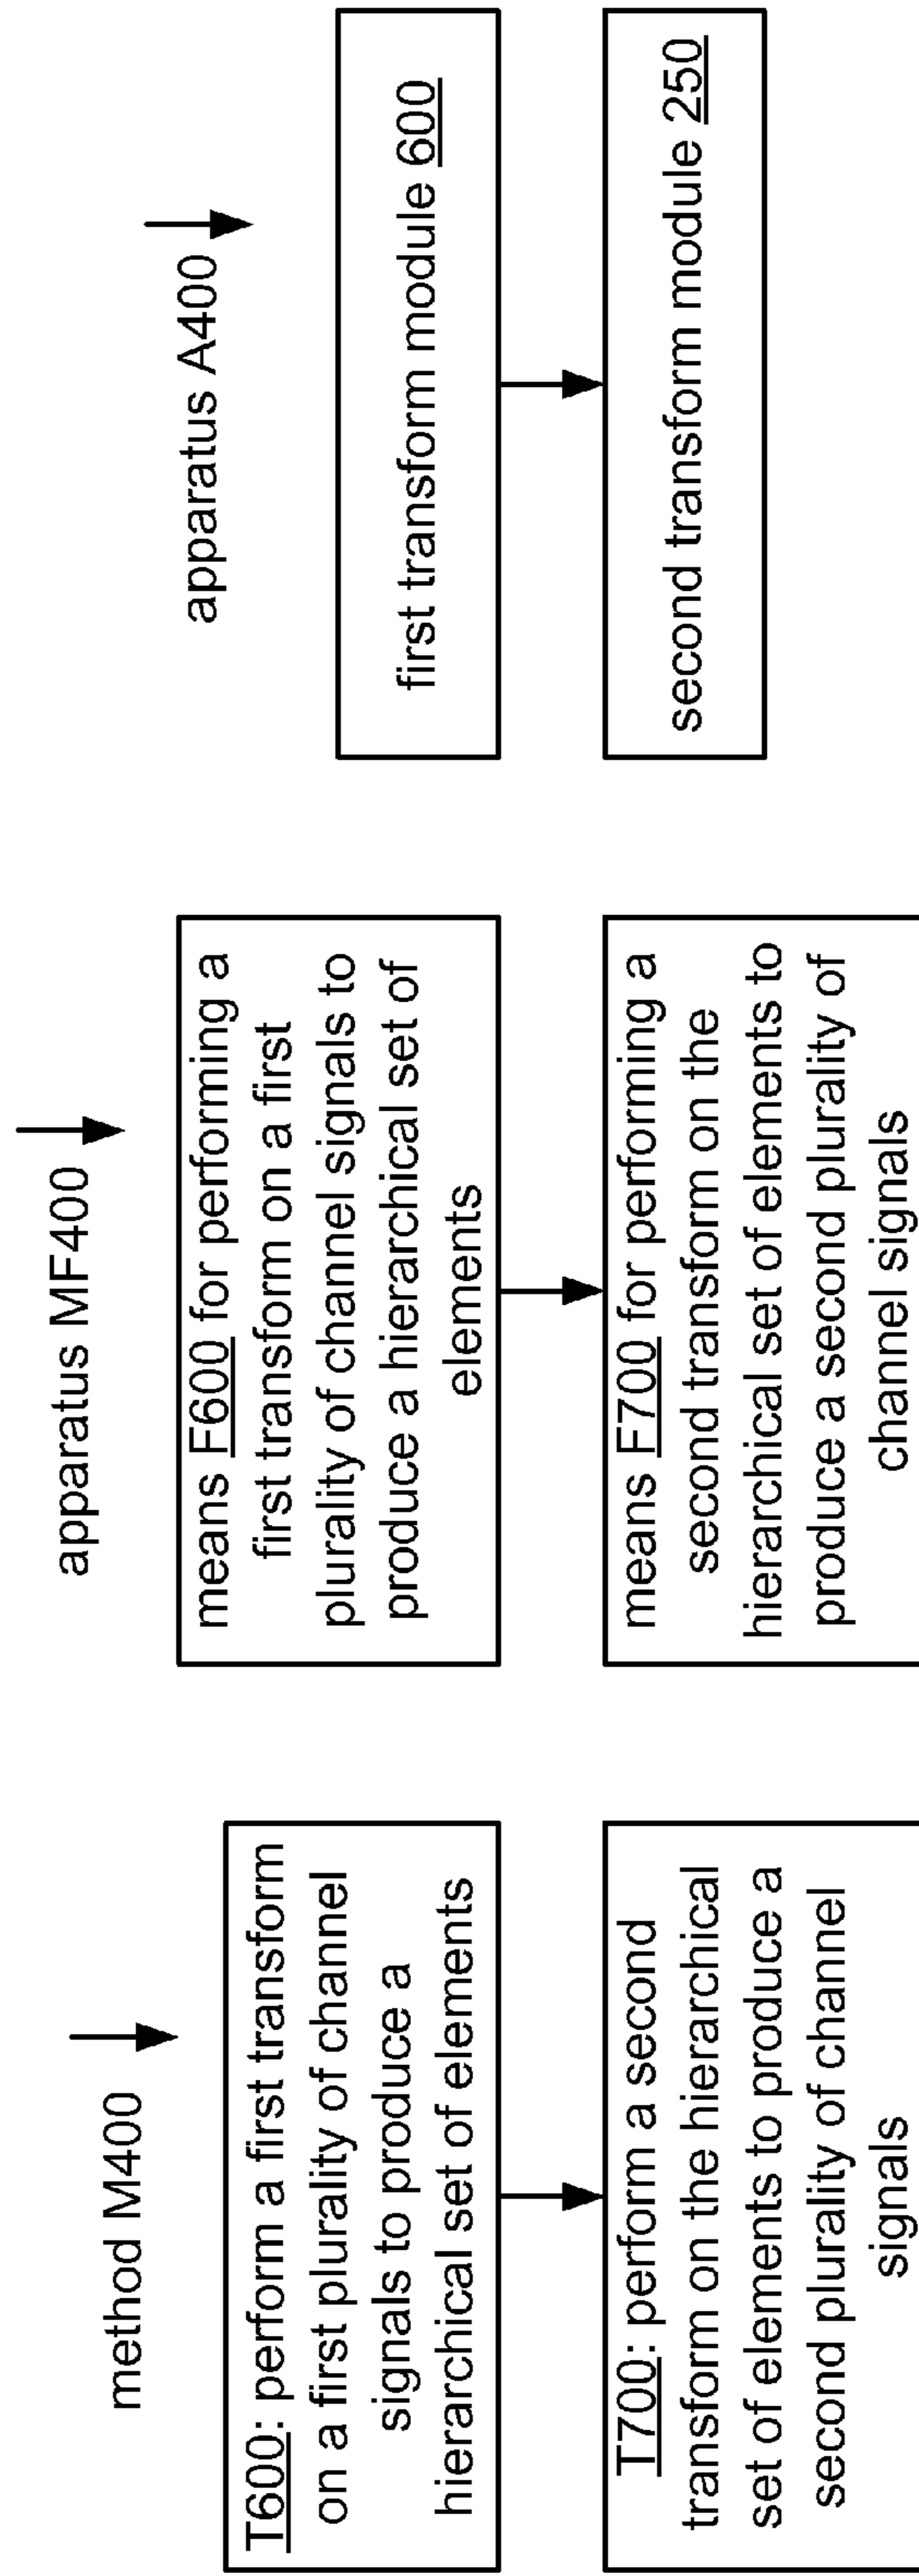 method M400
T600: perform a first transform
on a first plurality of channel
signals to produce a
hierarchical set of elements
T700: perform a second
transform on the hierarchical
set of elements to produce a
second plurality of channel
signals
apparatus MF400
means F600 for performing a
first transform on a first
plurality of channel signals to
produce a hierarchical set of
elements
means F700 for performing a
second transform on the
hierarchical set of elements to
produce a second plurality of
channel signals
apparatus A400
first transform module 600
second transform module 250